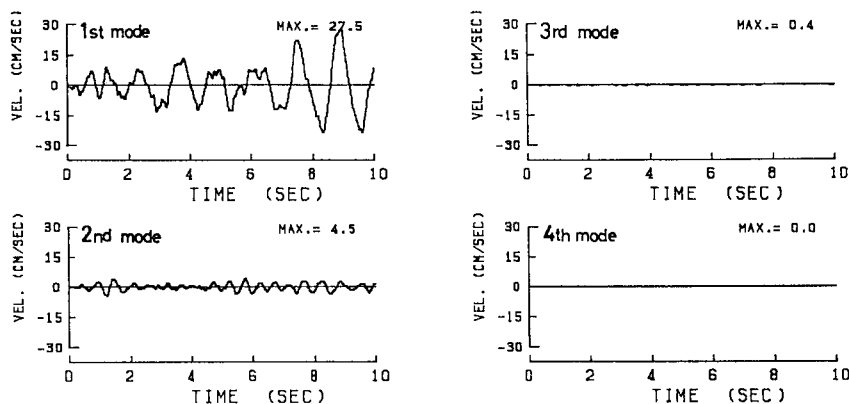 1st mode
MAX.= 27.5
VEL. (CM/SEC)
30
15
0
-15
-30
0 2 4 6 8 10
TIME (SEC)
3rd mode
MAX.= 0.4
VEL. (CM/SEC)
30
15
0
-15
-30
0 2 4 6 8 10
TIME (SEC)
2nd mode
MAX.= 4.5
VEL. (CM/SEC)
30
15
0
-15
-30
0 2 4 6 8 10
TIME (SEC)
4th mode
MAX.= 0.0
VEL. (CM/SEC)
30
15
0
-15
-30
0 2 4 6 8 10
TIME (SEC)